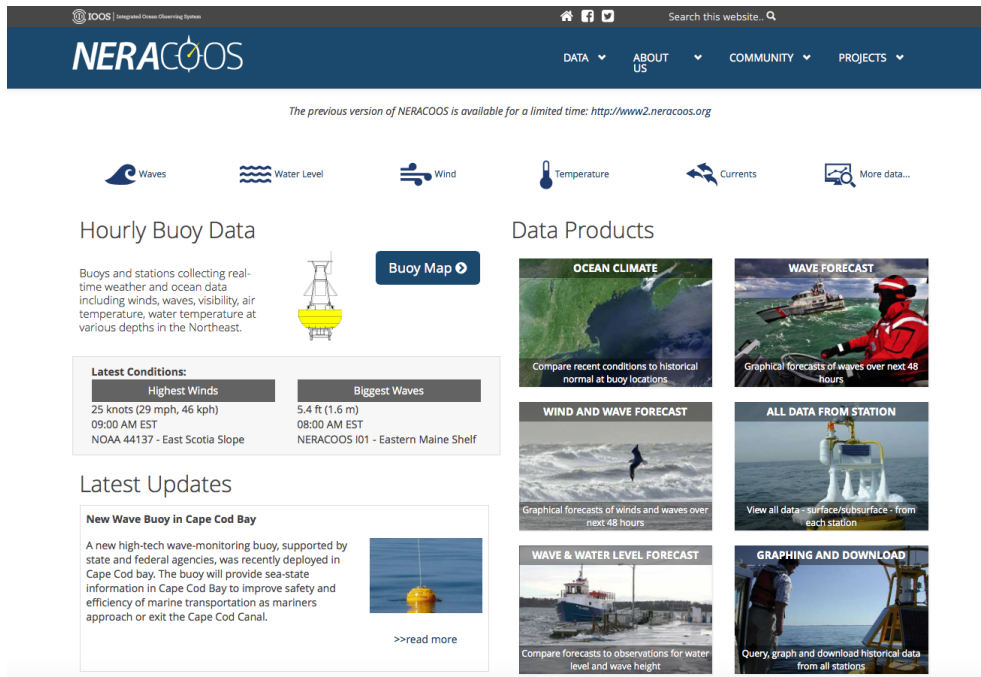 IOOS | Integrated Ocean Observing System
Search this website..
NERACOOS
DATA
ABOUT
US
COMMUNITY
PROJECTS
The previous version of NERACOOS is available for a limited time: http://www2.neracoos.org
Waves
Water Level
Wind
Temperature
Currents
More data...
Hourly Buoy Data
Buoys and stations collecting real-
time weather and ocean data
including winds, waves, visibility, air
temperature, water temperature at
various depths in the Northeast.
Buoy Map
Latest Conditions:
Highest Winds
25 knots (29 mph, 46 kph)
09:00 AM EST
NOAA 44137 - East Scotia Slope
Biggest Waves
5.4 ft (1.6 m)
08:00 AM EST
NERACOOS I01 - Eastern Maine Shelf
Latest Updates
New Wave Buoy in Cape Cod Bay
A new high-tech wave-monitoring buoy, supported by
state and federal agencies, was recently deployed in
Cape Cod bay. The buoy will provide sea-state
information in Cape Cod Bay to improve safety and
efficiency of marine transportation as mariners
approach or exit the Cape Cod Canal.
>>read more
Data Products
OCEAN CLIMATE
Compare recent conditions to historical
normal at buoy locations
WAVE FORECAST
Graphical forecasts of waves over next 48
hours
WIND AND WAVE FORECAST
Graphical forecasts of winds and waves over
next 48 hours
ALL DATA FROM STATION
View all data - surface/subsurface - from
each station
WAVE & WATER LEVEL FORECAST
Compare forecasts to observations for water
level and wave height
GRAPHING AND DOWNLOAD
Query, graph and download historical data
from all stations